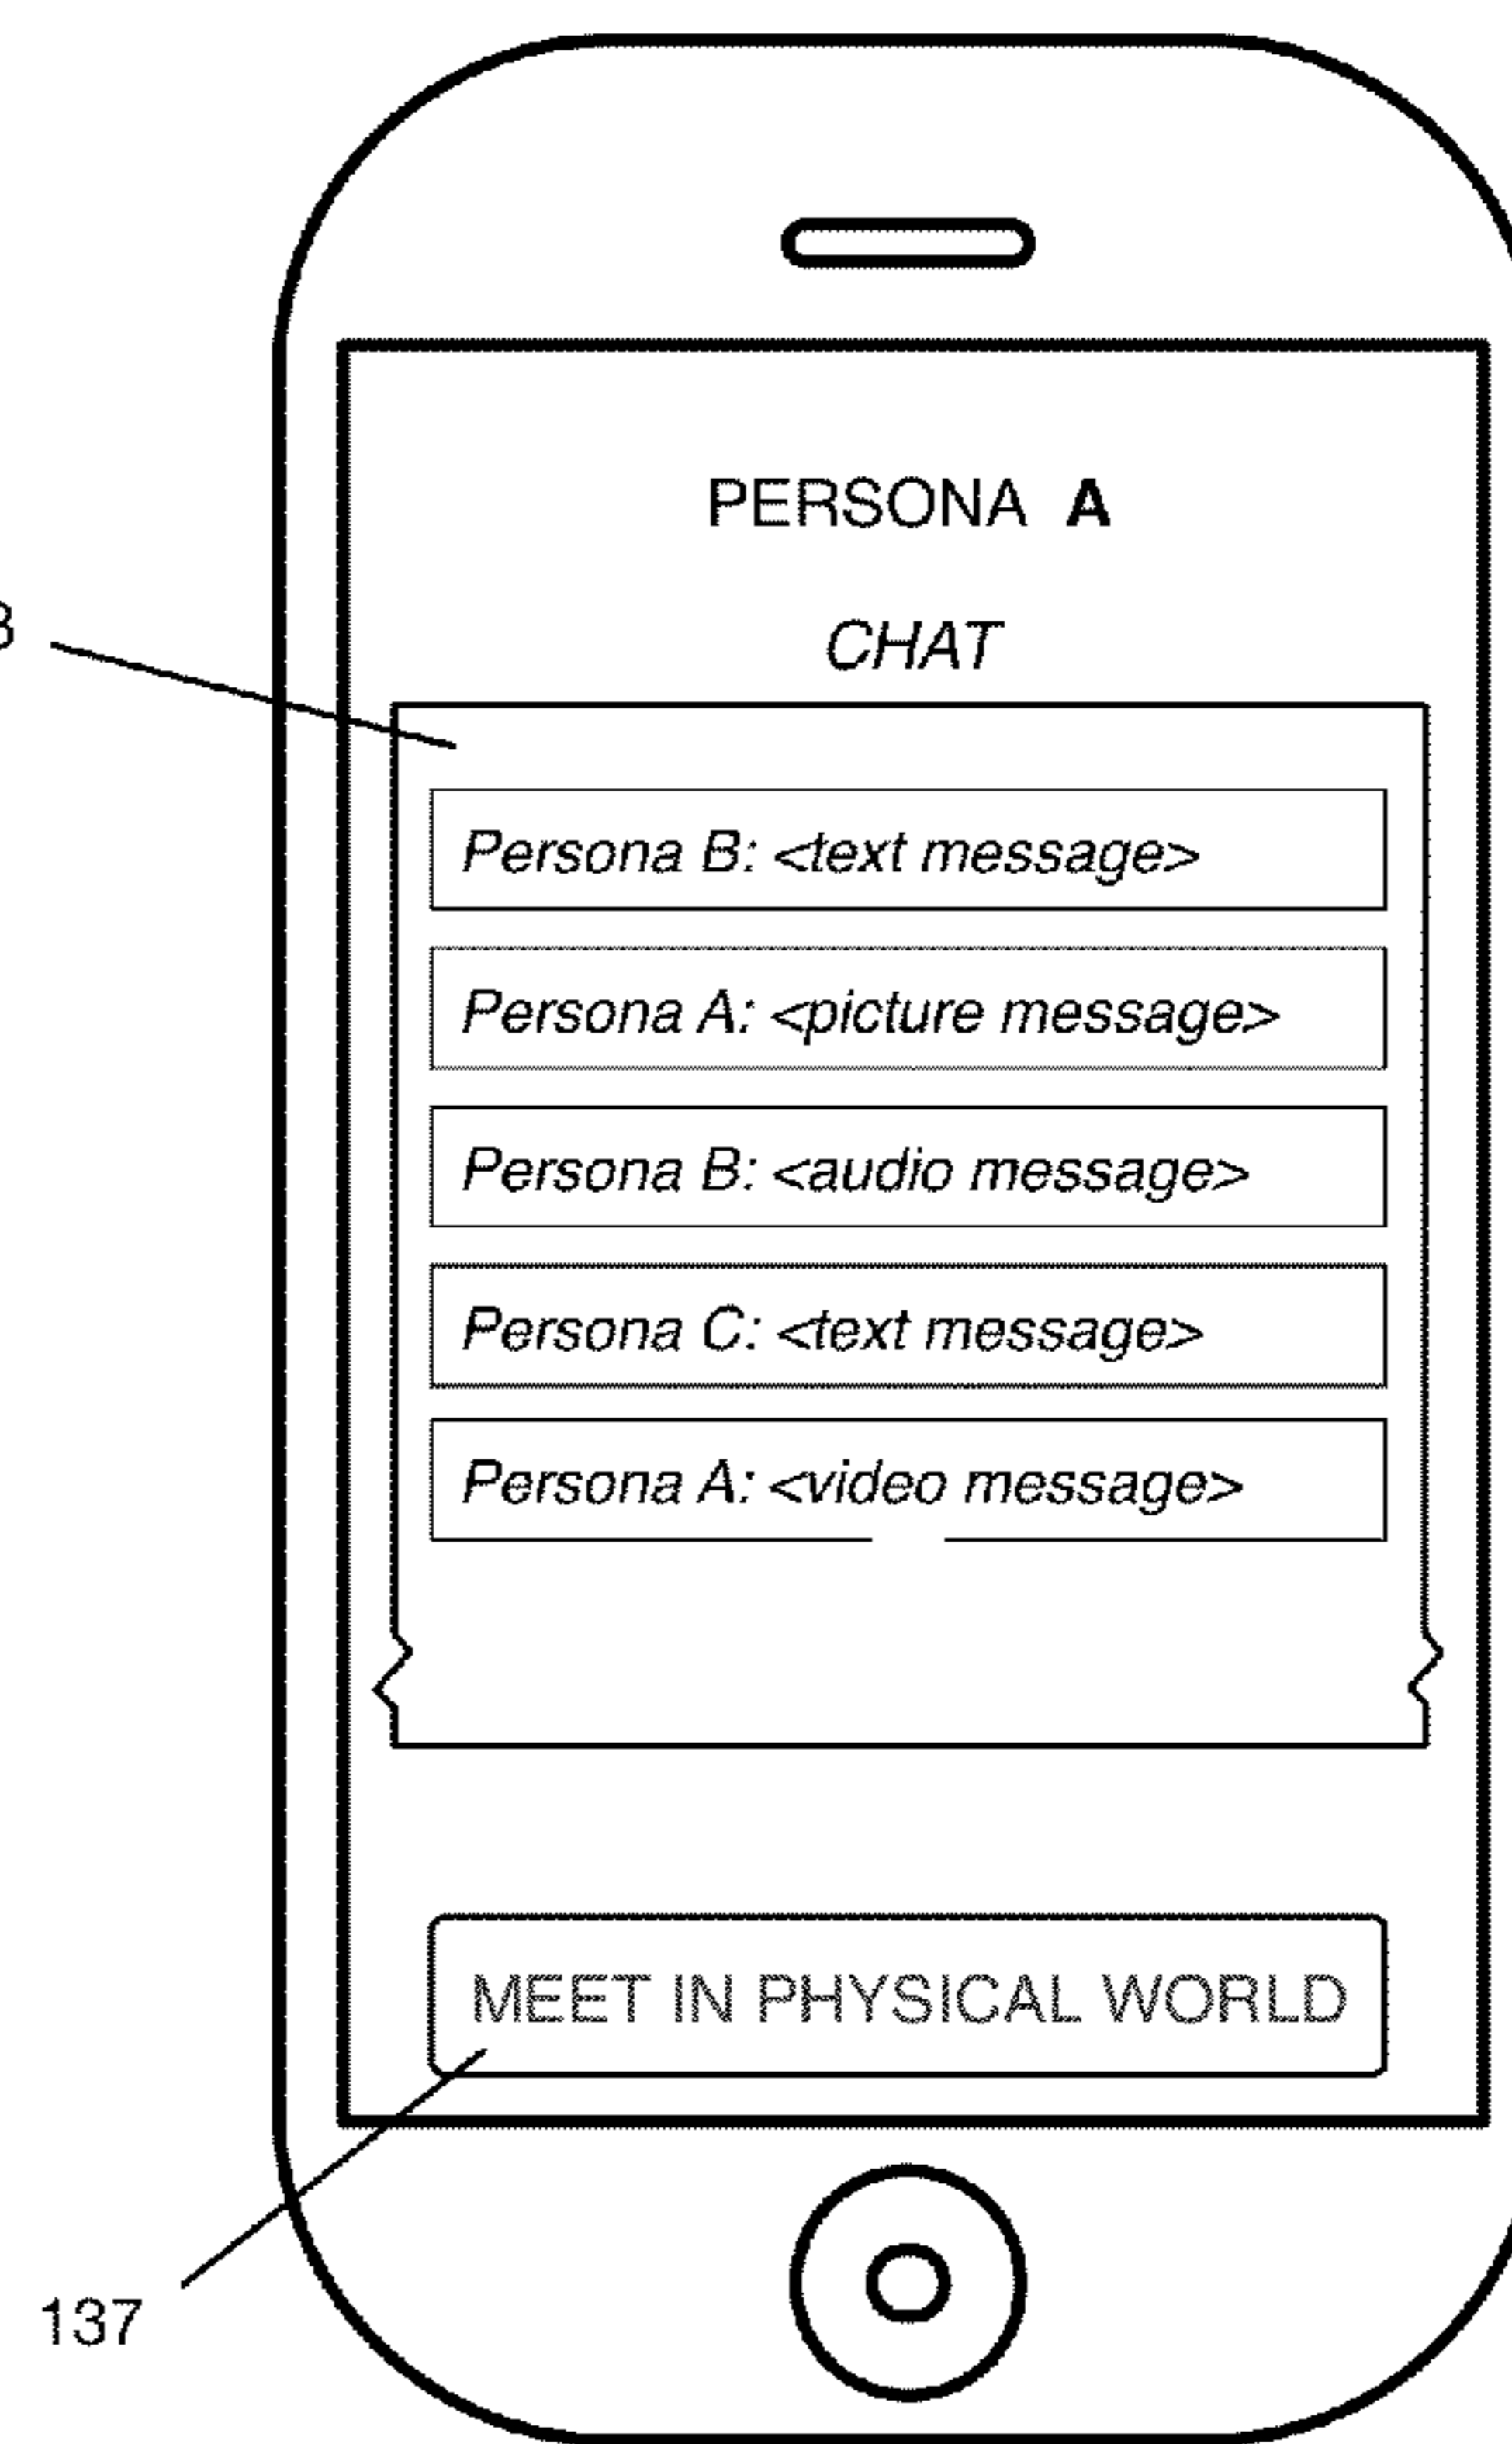 PERSONA A
CHAT
Persona B: <text message>
Persona A: <picture message>
Persona B: <audio message>
Persona C: <text message>
Persona A: <video message>
MEET IN PHYSICAL WORLD
137